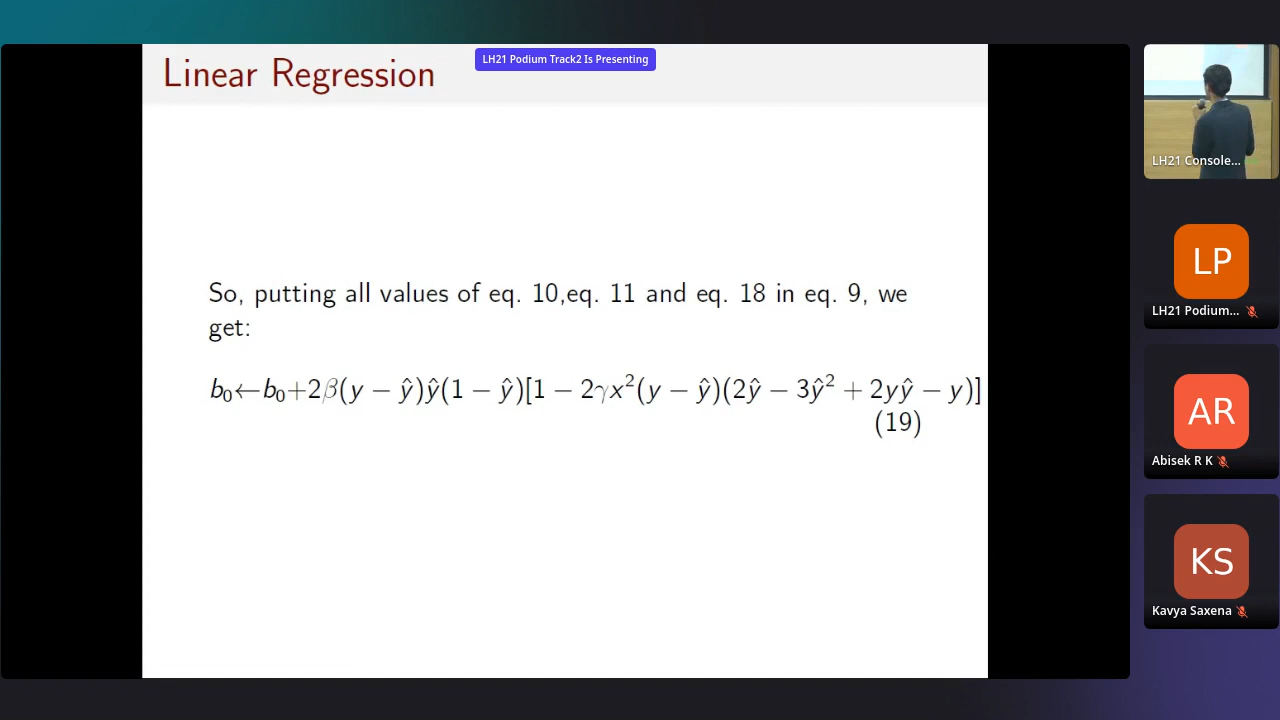 LH21 Podium Track2 Is Presenting
Linear Regression
So, putting all values of eq. 10,eq. 11 and eq. 18 in eq. 9, we
get:
b₀←b₀+2β(y − ŷ)ŷ(1 − ŷ)[1 − 2γx²(y − ŷ)(2ŷ − 3ŷ² + 2yŷ − y)]
(19)
LH21 Console...
LP
LH21 Podium...
AR
Abisek R K
KS
Kavya Saxena